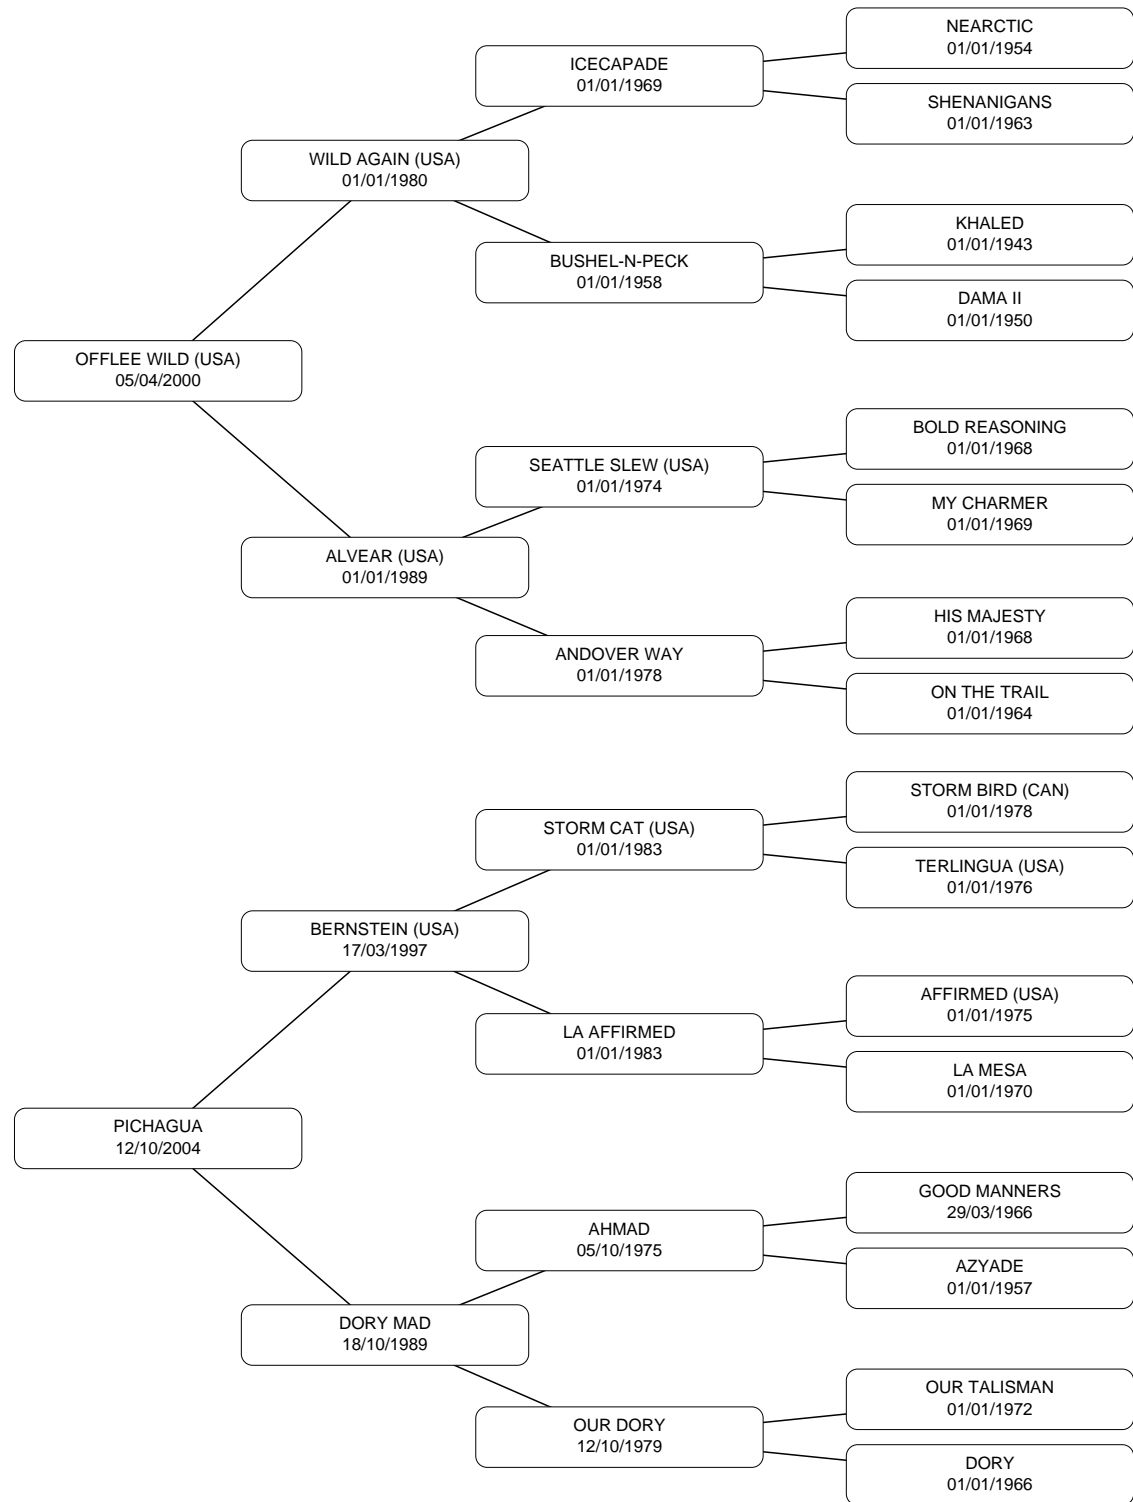 NEARCTIC
01/01/1954
ICECAPADE
01/01/1969
SHENANIGANS
01/01/1963
WILD AGAIN (USA)
01/01/1980
KHALED
01/01/1943
BUSHEL-N-PECK
01/01/1958
DAMA II
01/01/1950
OFFLEE WILD (USA)
05/04/2000
BOLD REASONING
01/01/1968
SEATTLE SLEW (USA)
01/01/1974
MY CHARMER
01/01/1969
ALVEAR (USA)
01/01/1989
HIS MAJESTY
01/01/1968
ANDOVER WAY
01/01/1978
ON THE TRAIL
01/01/1964
STORM BIRD (CAN)
01/01/1978
STORM CAT (USA)
01/01/1983
TERLINGUA (USA)
01/01/1976
BERNSTEIN (USA)
17/03/1997
AFFIRMED (USA)
01/01/1975
LA AFFIRMED
01/01/1983
LA MESA
01/01/1970
PICHAGUA
12/10/2004
GOOD MANNERS
29/03/1966
AHMAD
05/10/1975
AZYADE
01/01/1957
DORY MAD
18/10/1989
OUR TALISMAN
01/01/1972
OUR DORY
12/10/1979
DORY
01/01/1966